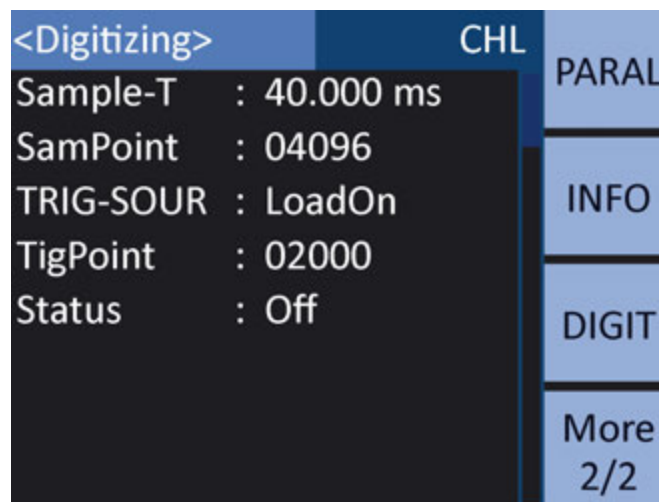 <Digitizing> CHL
Sample-T : 40.000 ms
SamPoint : 04096
TRIG-SOUR : LoadOn
TigPoint : 02000
Status : Off
PARAL
INFO
DIGIT
More
2/2